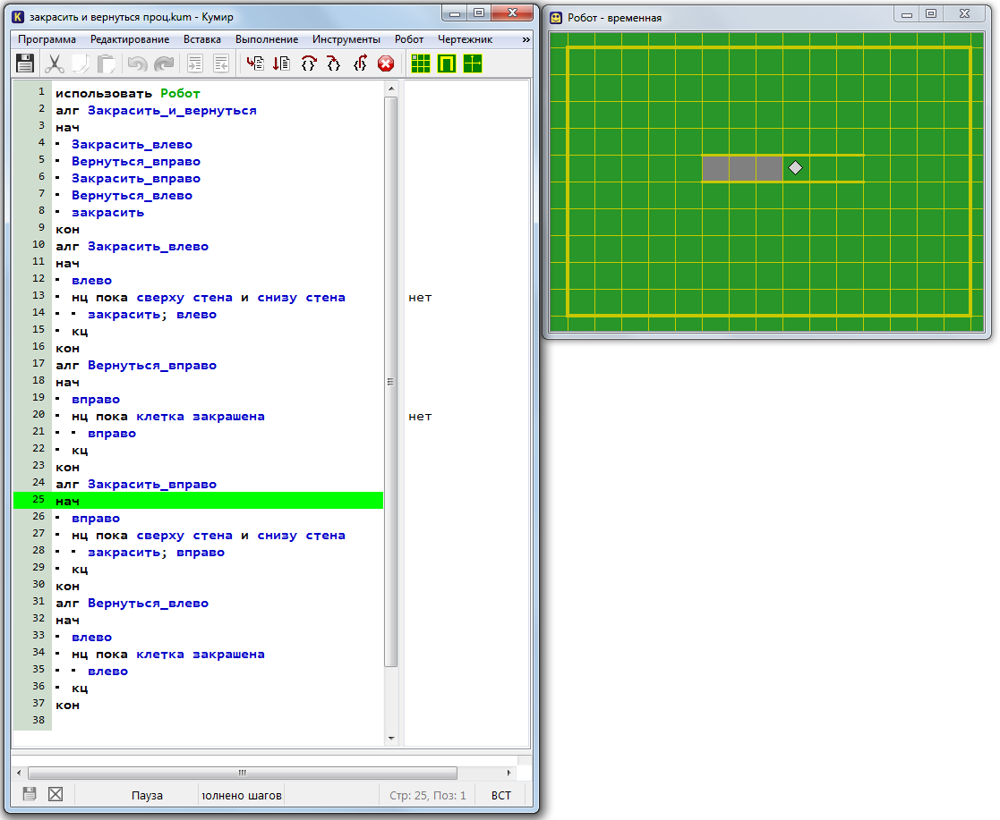 закрасить и вернуться проц.kum - Кумир
Программа Редактирование Вставка Выполнение Инструменты Робот Чертежник »
1 использовать Робот
2 алг Закрасить_и_вернуться
3 нач
4 Закрасить_влево
5 Вернуться_вправо
6 Закрасить_вправо
7 Вернуться_влево
8 закрасить
9 кон
10 алг Закрасить_влево
11 нач
12 влево
13 нц пока сверху стена и снизу стена нет
14 закрасить; влево
15 кц
16 кон
17 алг Вернуться_вправо
18 нач
19 вправо
20 нц пока клетка закрашена нет
21 вправо
22 кц
23 кон
24 алг Закрасить_вправо
25 нач
26 вправо
27 нц пока сверху стена и снизу стена
28 закрасить; вправо
29 кц
30 кон
31 алг Вернуться_влево
32 нач
33 влево
34 нц пока клетка закрашена
35 влево
36 кц
37 кон
38
Пауза олнено шагов Стр: 25, Поз: 1 ВСТ
Робот - временная